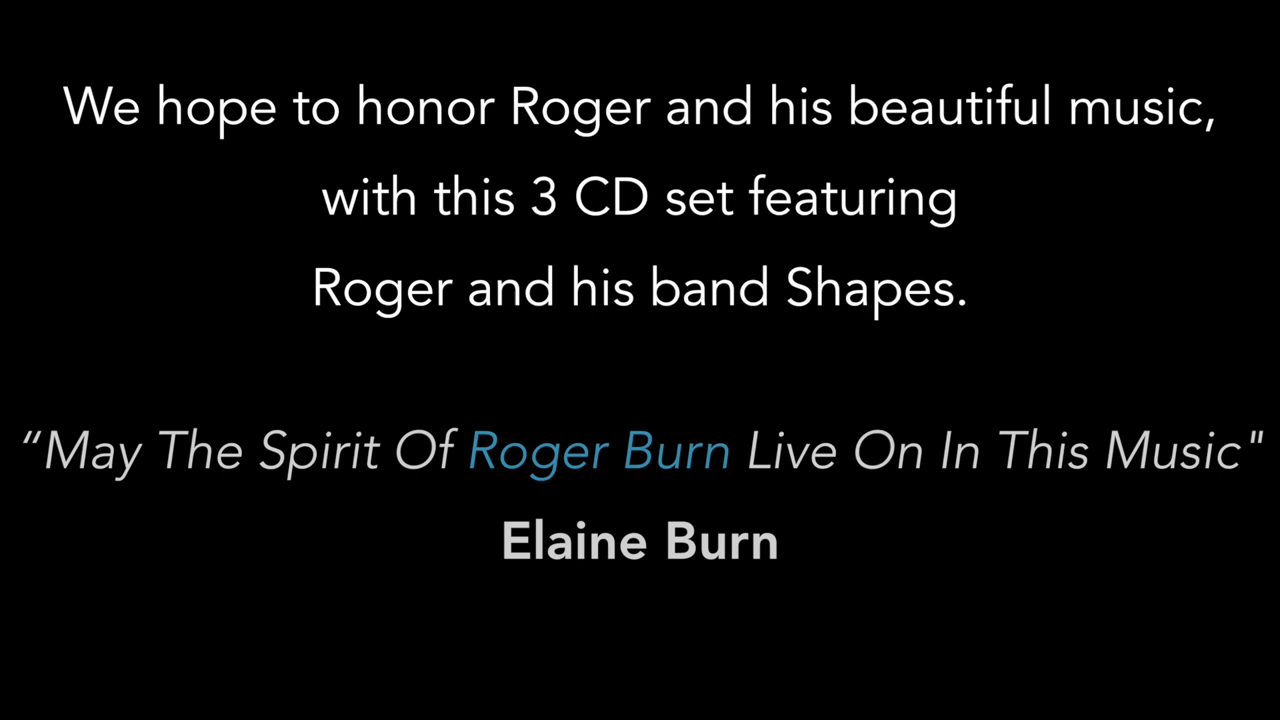 We hope to honor Roger and his beautiful music,
with this 3 CD set featuring
Roger and his band Shapes.
“May The Spirit Of Roger Burn Live On In This Music"
Elaine Burn